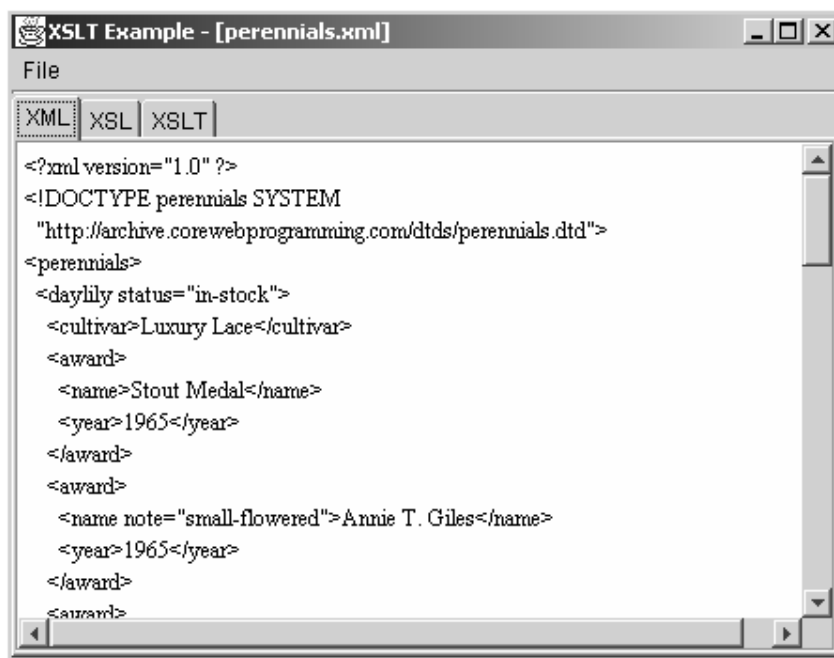 XSLT Example - [perennials.xml]
File
XML XSL XSLT
<?xml version="1.0" ?>
<!DOCTYPE perennials SYSTEM
"http://archive.corewebprogramming.com/dtds/perennials.dtd">
<perennials>
<daylily status="in-stock">
<cultivar>Luxury Lace</cultivar>
<award>
<name>Stout Medal</name>
<year>1965</year>
</award>
<award>
<name note="small-flowered">Annie T. Giles</name>
<year>1965</year>
</award>
<award>